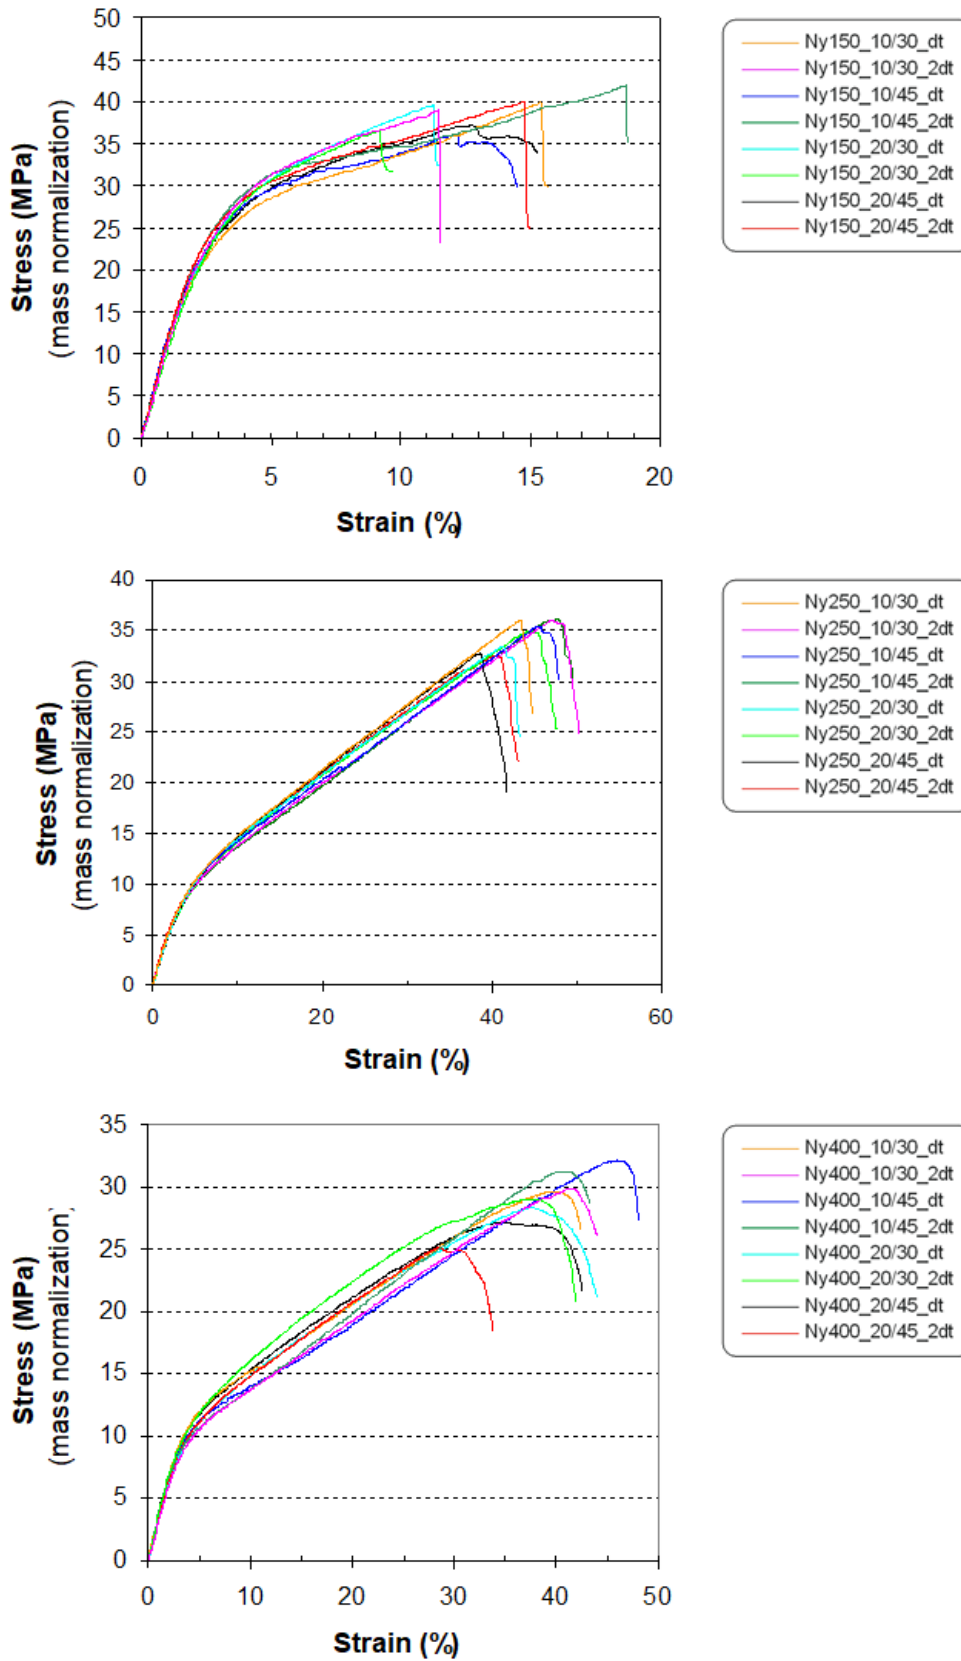 50
45
40
35
30
25
20
15
10
5
0
Stress (MPa)
(mass normalization)
0 5 10 15 20
Strain (%)
Ny150_10/30_dt
Ny150_10/30_2dt
Ny150_10/45_dt
Ny150_10/45_2dt
Ny150_20/30_dt
Ny150_20/30_2dt
Ny150_20/45_dt
Ny150_20/45_2dt
40
35
30
25
20
15
10
5
0
Stress (MPa)
(mass normalization)
0 20 40 60
Strain (%)
Ny250_10/30_dt
Ny250_10/30_2dt
Ny250_10/45_dt
Ny250_10/45_2dt
Ny250_20/30_dt
Ny250_20/30_2dt
Ny250_20/45_dt
Ny250_20/45_2dt
35
30
25
20
15
10
5
0
Stress (MPa)
(mass normalization)
0 10 20 30 40 50
Strain (%)
Ny400_10/30_dt
Ny400_10/30_2dt
Ny400_10/45_dt
Ny400_10/45_2dt
Ny400_20/30_dt
Ny400_20/30_2dt
Ny400_20/45_dt
Ny400_20/45_2dt